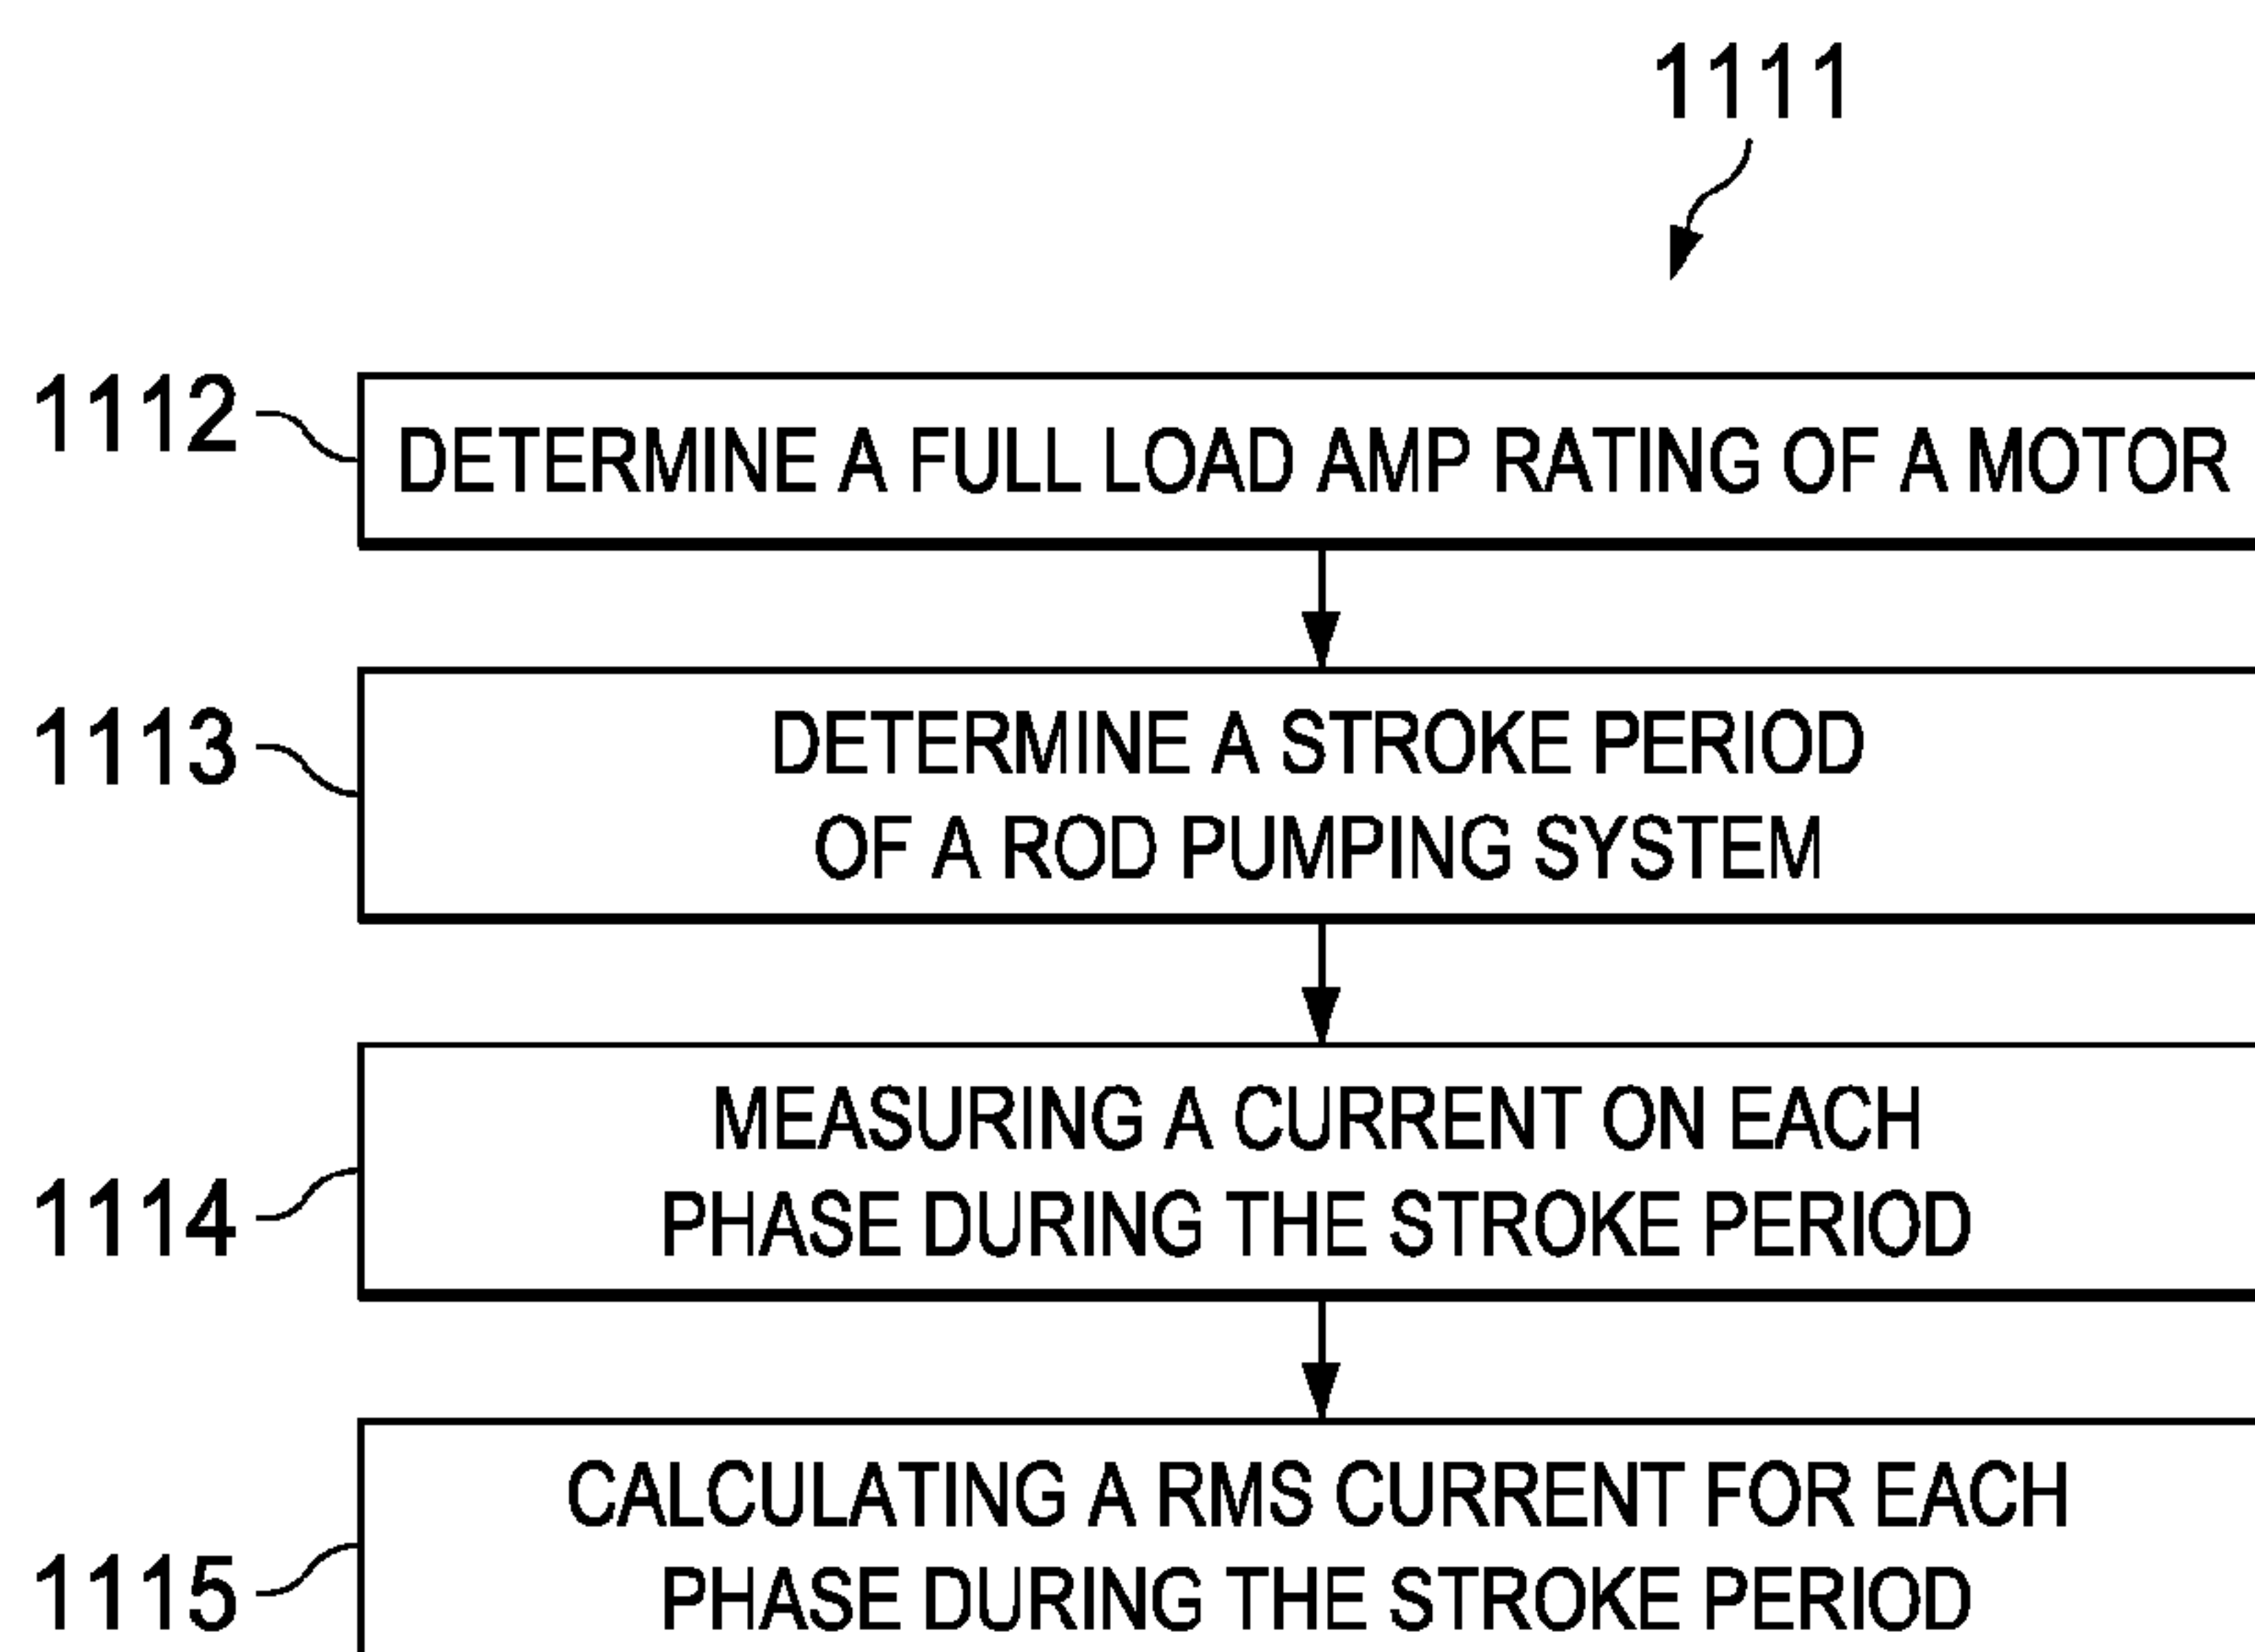 1111
1112
DETERMINE A FULL LOAD AMP RATING OF A MOTOR
1113
DETERMINE A STROKE PERIOD
OF A ROD PUMPING SYSTEM
1114
MEASURING A CURRENT ON EACH
PHASE DURING THE STROKE PERIOD
1115
CALCULATING A RMS CURRENT FOR EACH
PHASE DURING THE STROKE PERIOD